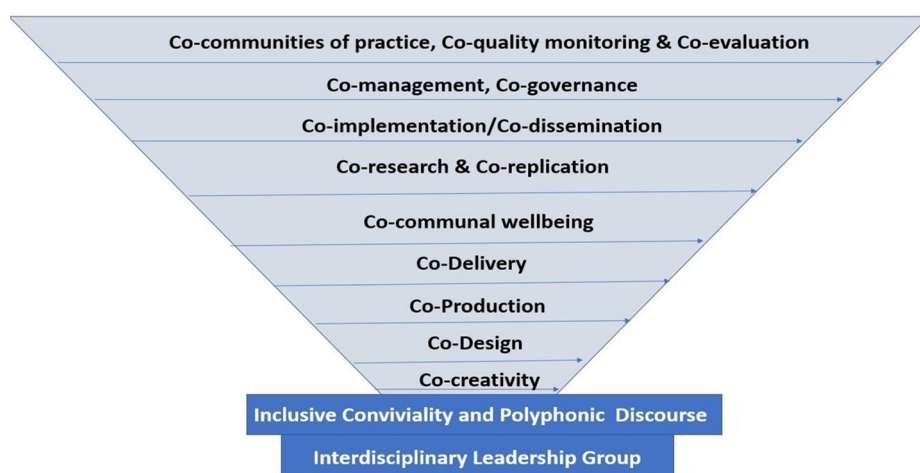 Co-communities of practice, Co-quality monitoring & Co-evaluation
Co-management, Co-governance
Co-implementation/Co-dissemination
Co-research & Co-replication
Co-communal wellbeing
Co-Delivery
Co-Production
Co-Design
Co-creativity
Inclusive Conviviality and Polyphonic Discourse
Interdisciplinary Leadership Group